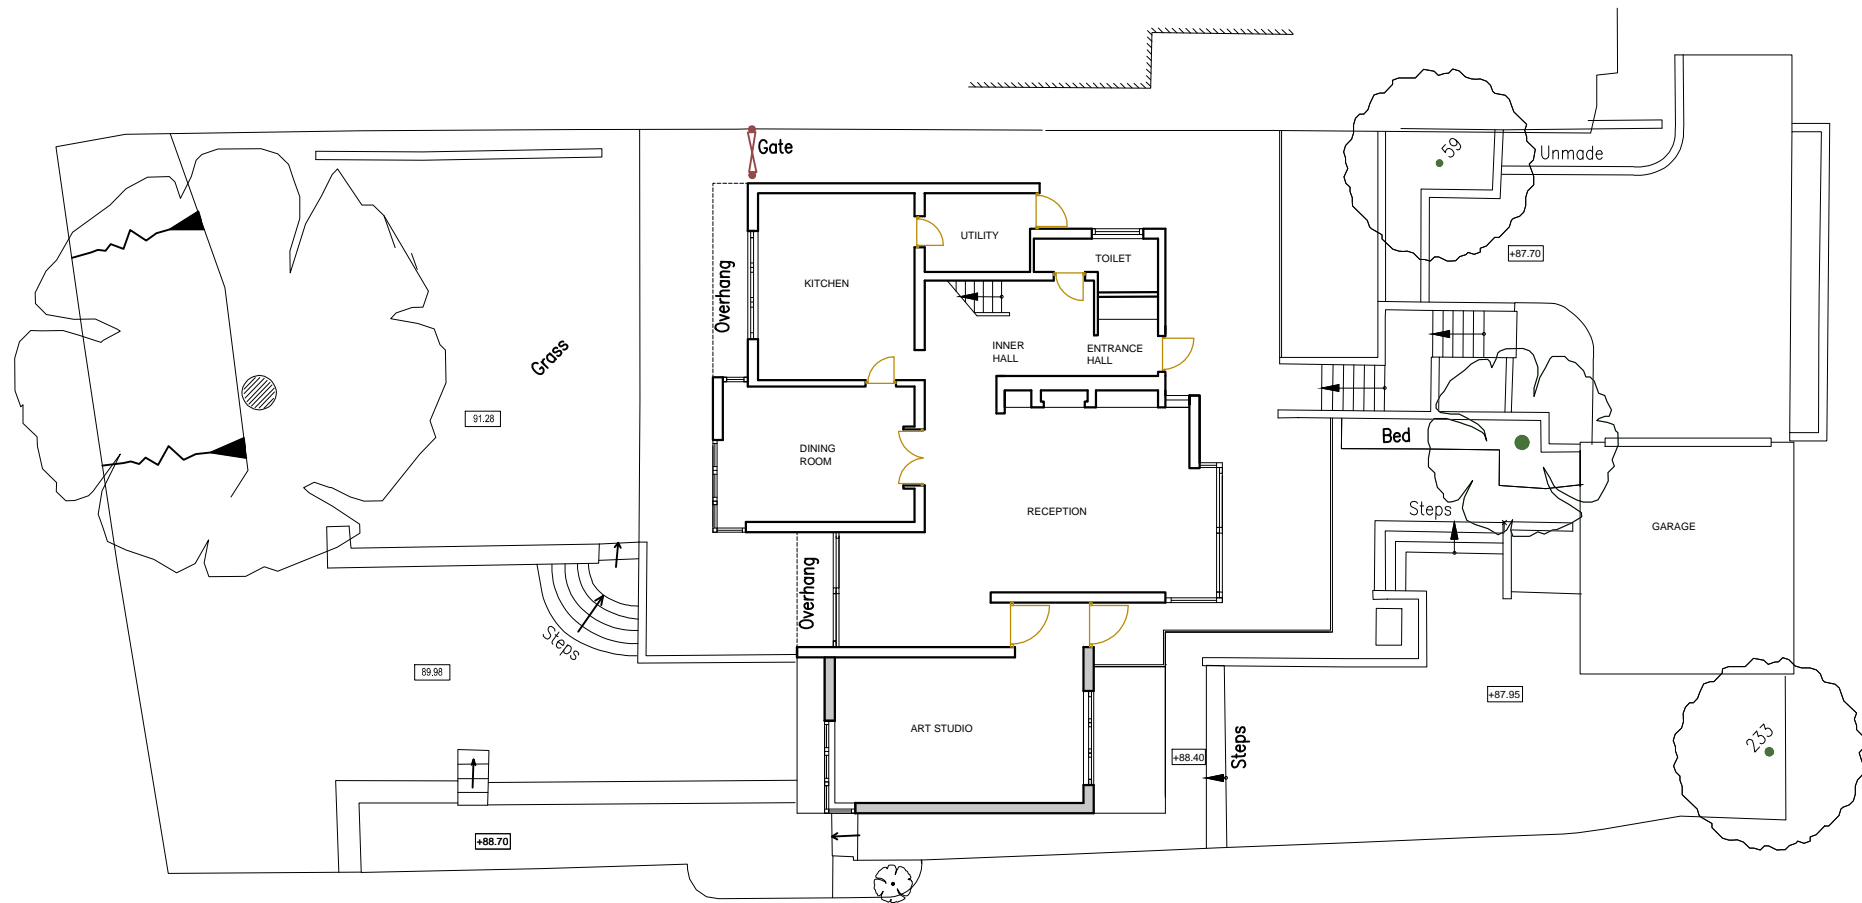 Gate
59
Unmade
UTILITY
TOILET
+87.70
KITCHEN
Overhang
Grass
INNER
HALL
ENTRANCE
HALL
91.28
Bed
DINING
ROOM
RECEPTION
Steps
GARAGE
Overhang
Steps
89.98
+87.95
ART STUDIO
+88.40
Steps
233
+88.70